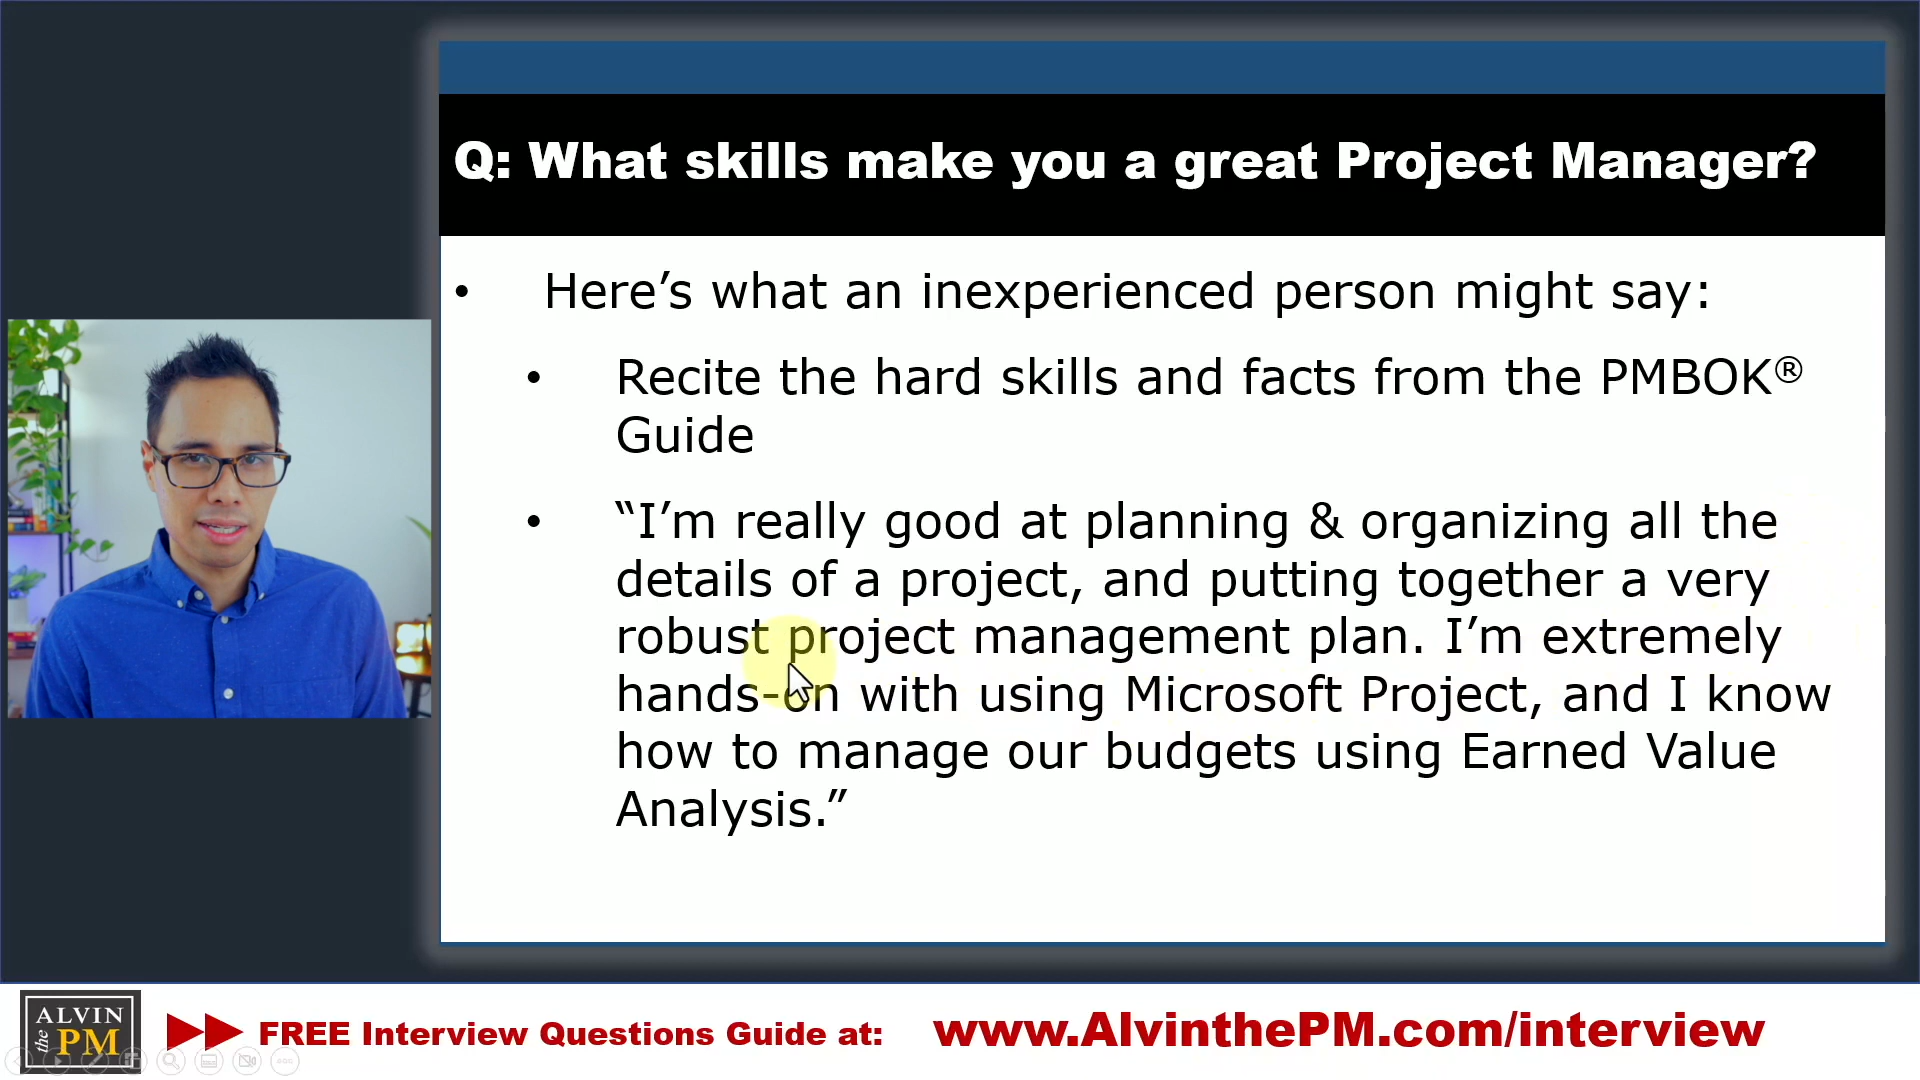 Q: What skills make you a great Project Manager?
• Here’s what an inexperienced person might say:
• Recite the hard skills and facts from the PMBOK®
Guide
• “I’m really good at planning & organizing all the
details of a project, and putting together a very
robust project management plan. I’m extremely
hands-on with using Microsoft Project, and I know
how to manage our budgets using Earned Value
Analysis.”
ALVIN
the PM
FREE Interview Questions Guide at: www.AlvinthePM.com/interview